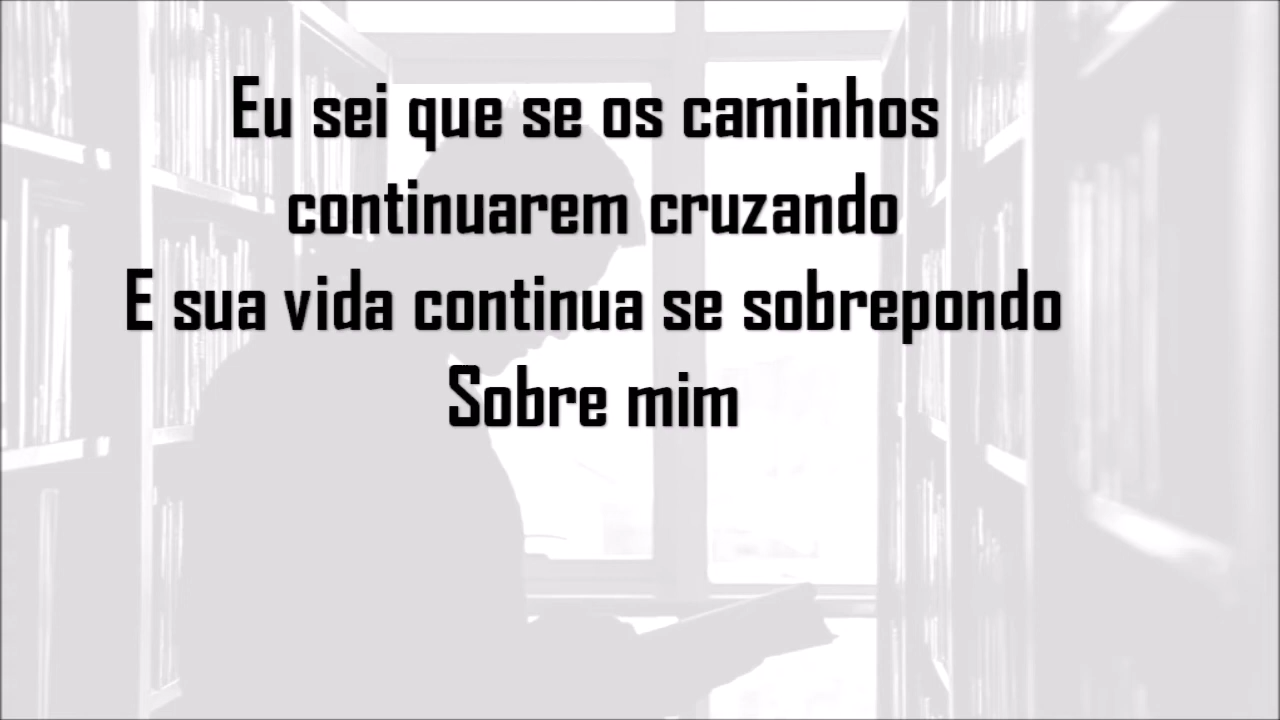 Eu sei que se os caminhos
continuarem cruzando
E sua vida continua se sobrepondo
Sobre mim